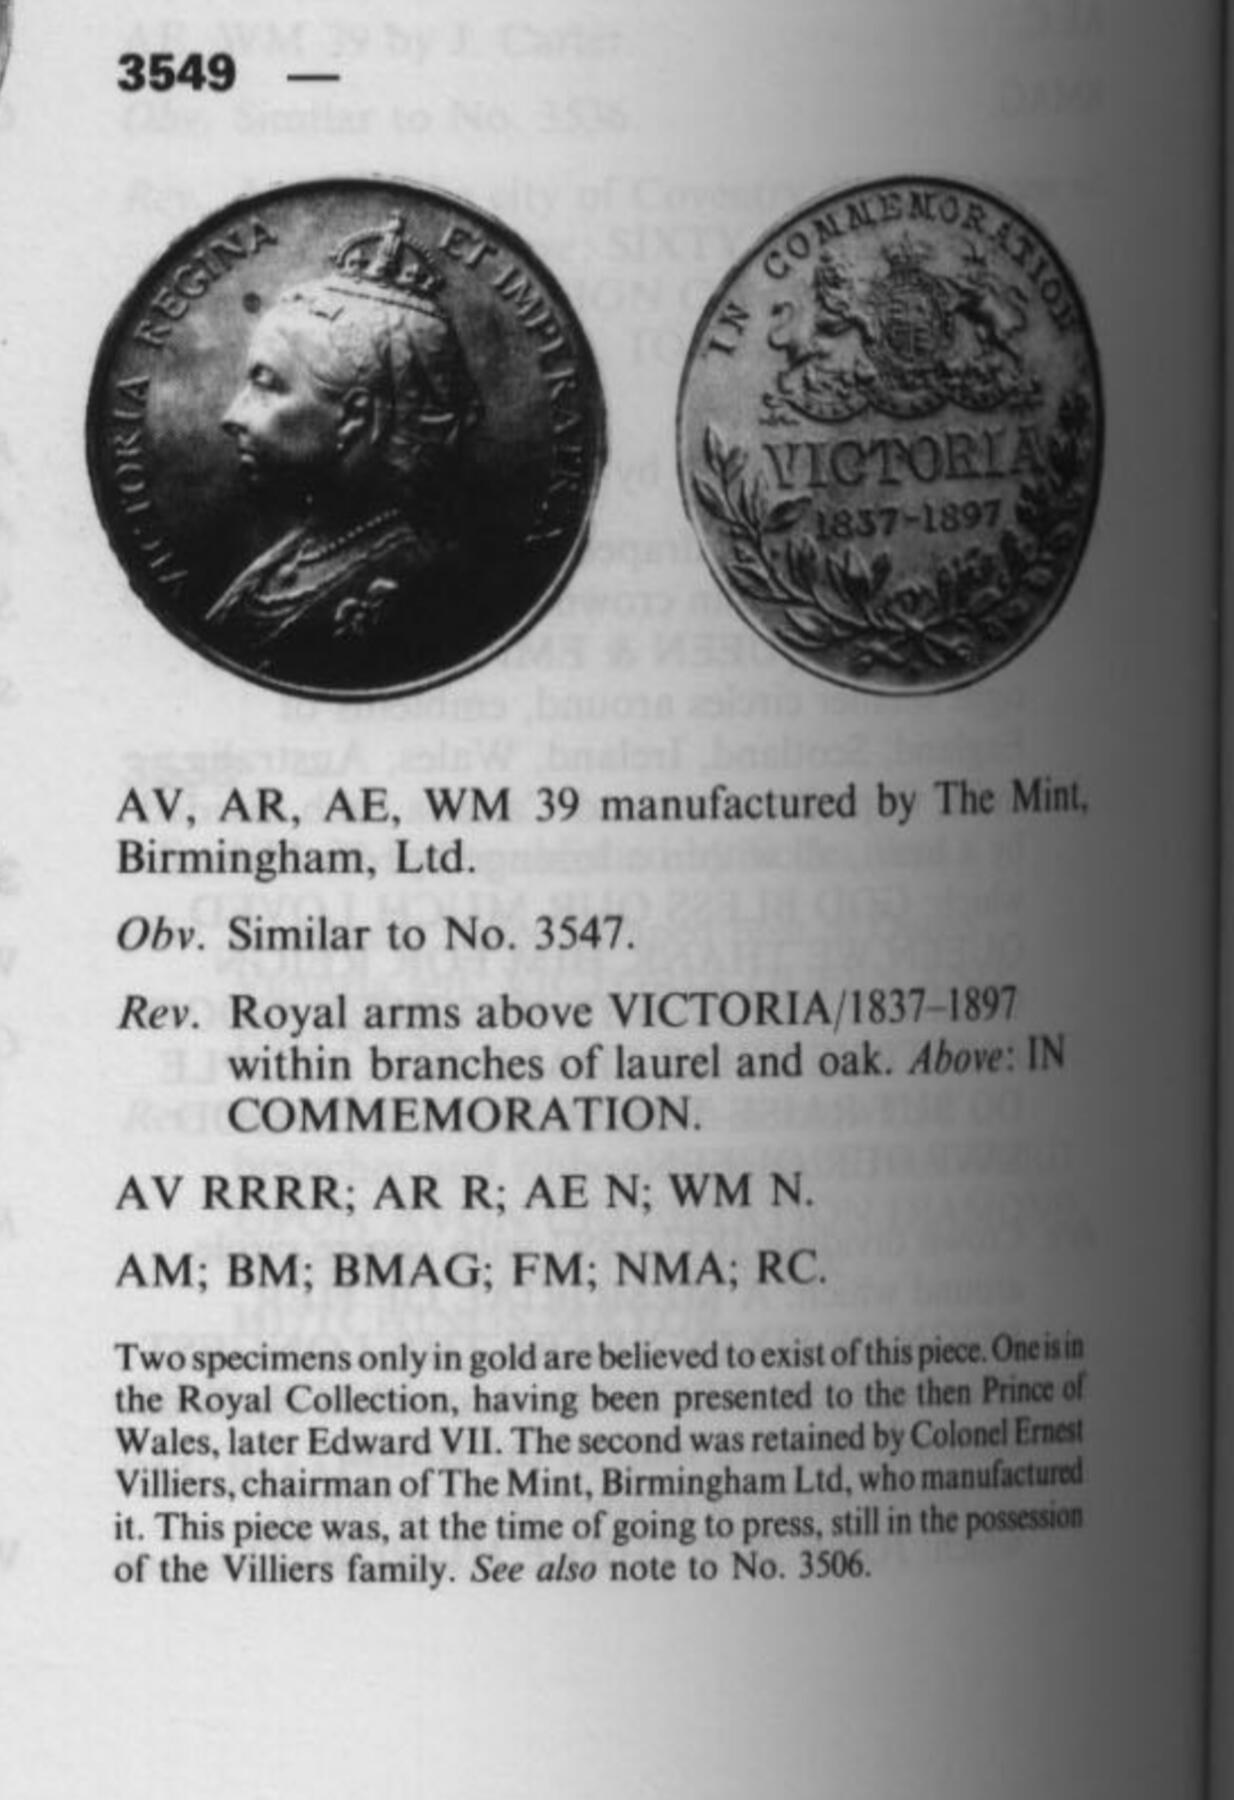 3549 —
VICTORIA REGINA ET IMPERATRIX
IN COMMEMORATION
VICTORIA
1837-1897
AV, AR, AE, WM 39 manufactured by The Mint,
Birmingham, Ltd.
Obv. Similar to No. 3547.
Rev. Royal arms above VICTORIA/1837–1897
within branches of laurel and oak. Above: IN
COMMEMORATION.
AV RRRR; AR R; AE N; WM N.
AM; BM; BMAG; FM; NMA; RC.
Two specimens only in gold are believed to exist of this piece. One is in
the Royal Collection, having been presented to the then Prince of
Wales, later Edward VII. The second was retained by Colonel Ernest
Villiers, chairman of The Mint, Birmingham Ltd, who manufactured
it. This piece was, at the time of going to press, still in the possession
of the Villiers family. See also note to No. 3506.